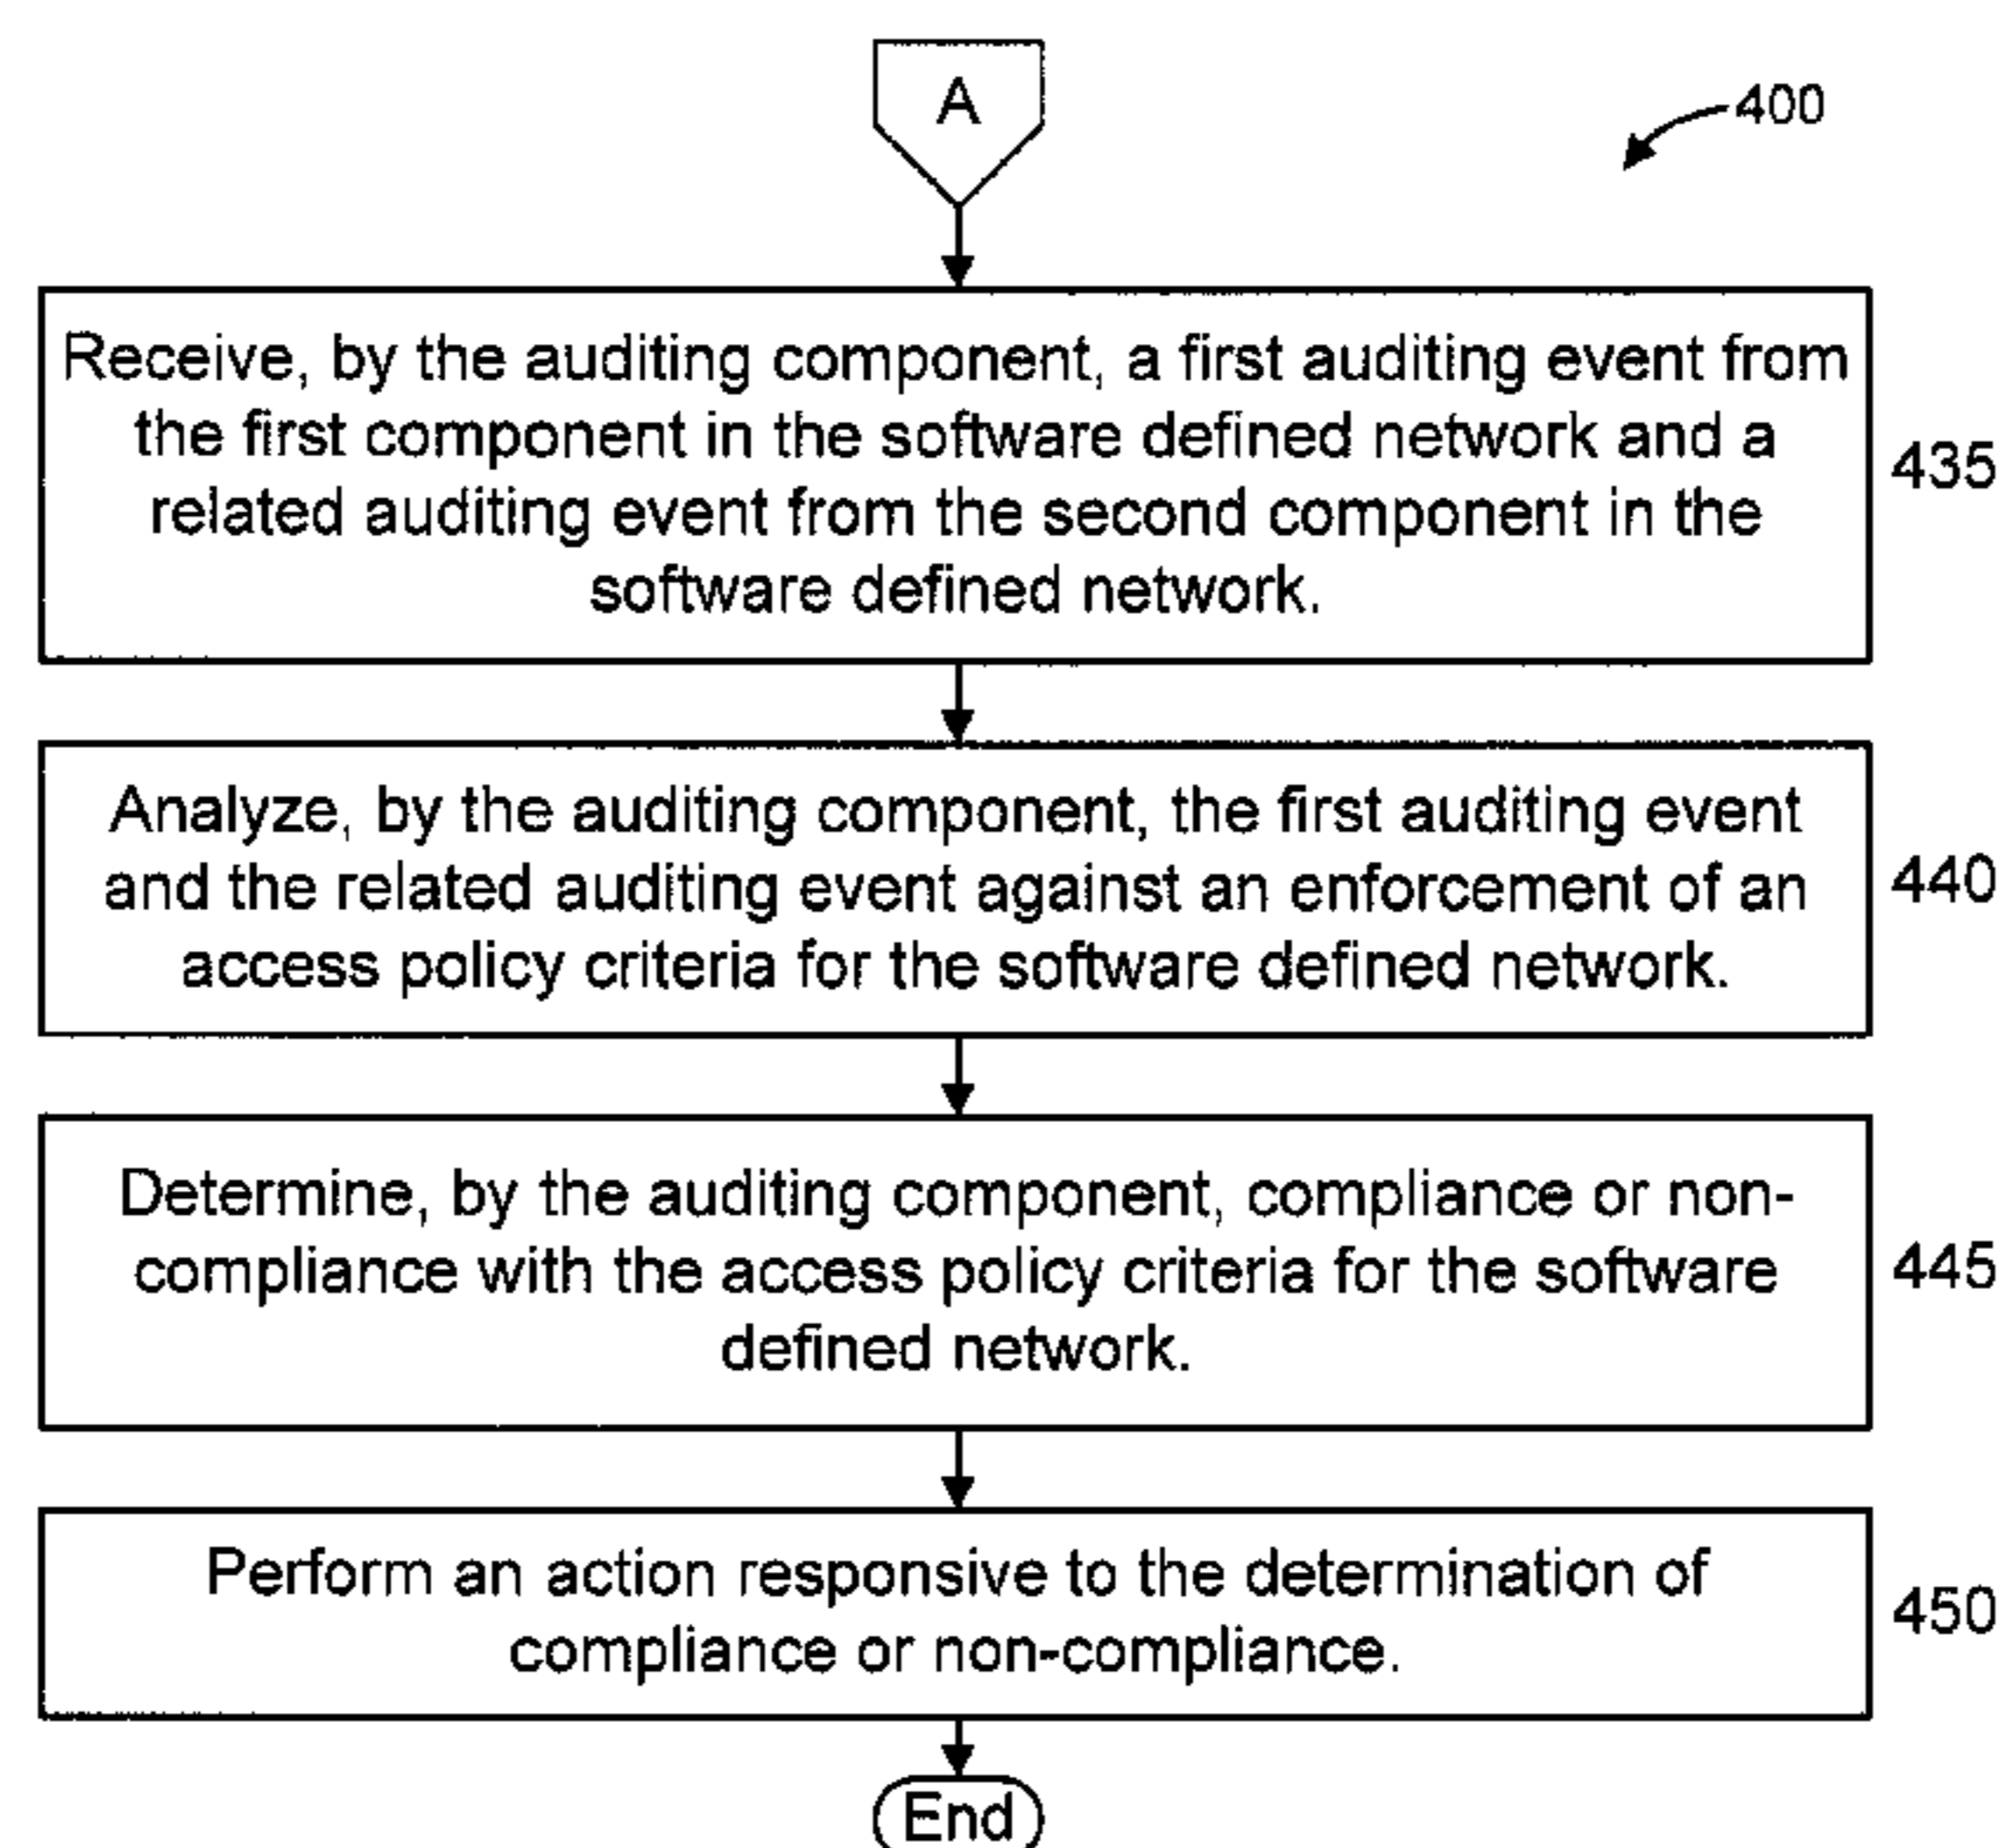 A
400
Receive, by the auditing component, a first auditing event from
the first component in the software defined network and a
related auditing event from the second component in the
software defined network.
435
Analyze, by the auditing component, the first auditing event
and the related auditing event against an enforcement of an
access policy criteria for the software defined network.
440
Determine, by the auditing component, compliance or non-
compliance with the access policy criteria for the software
defined network.
445
Perform an action responsive to the determination of
compliance or non-compliance.
450
End